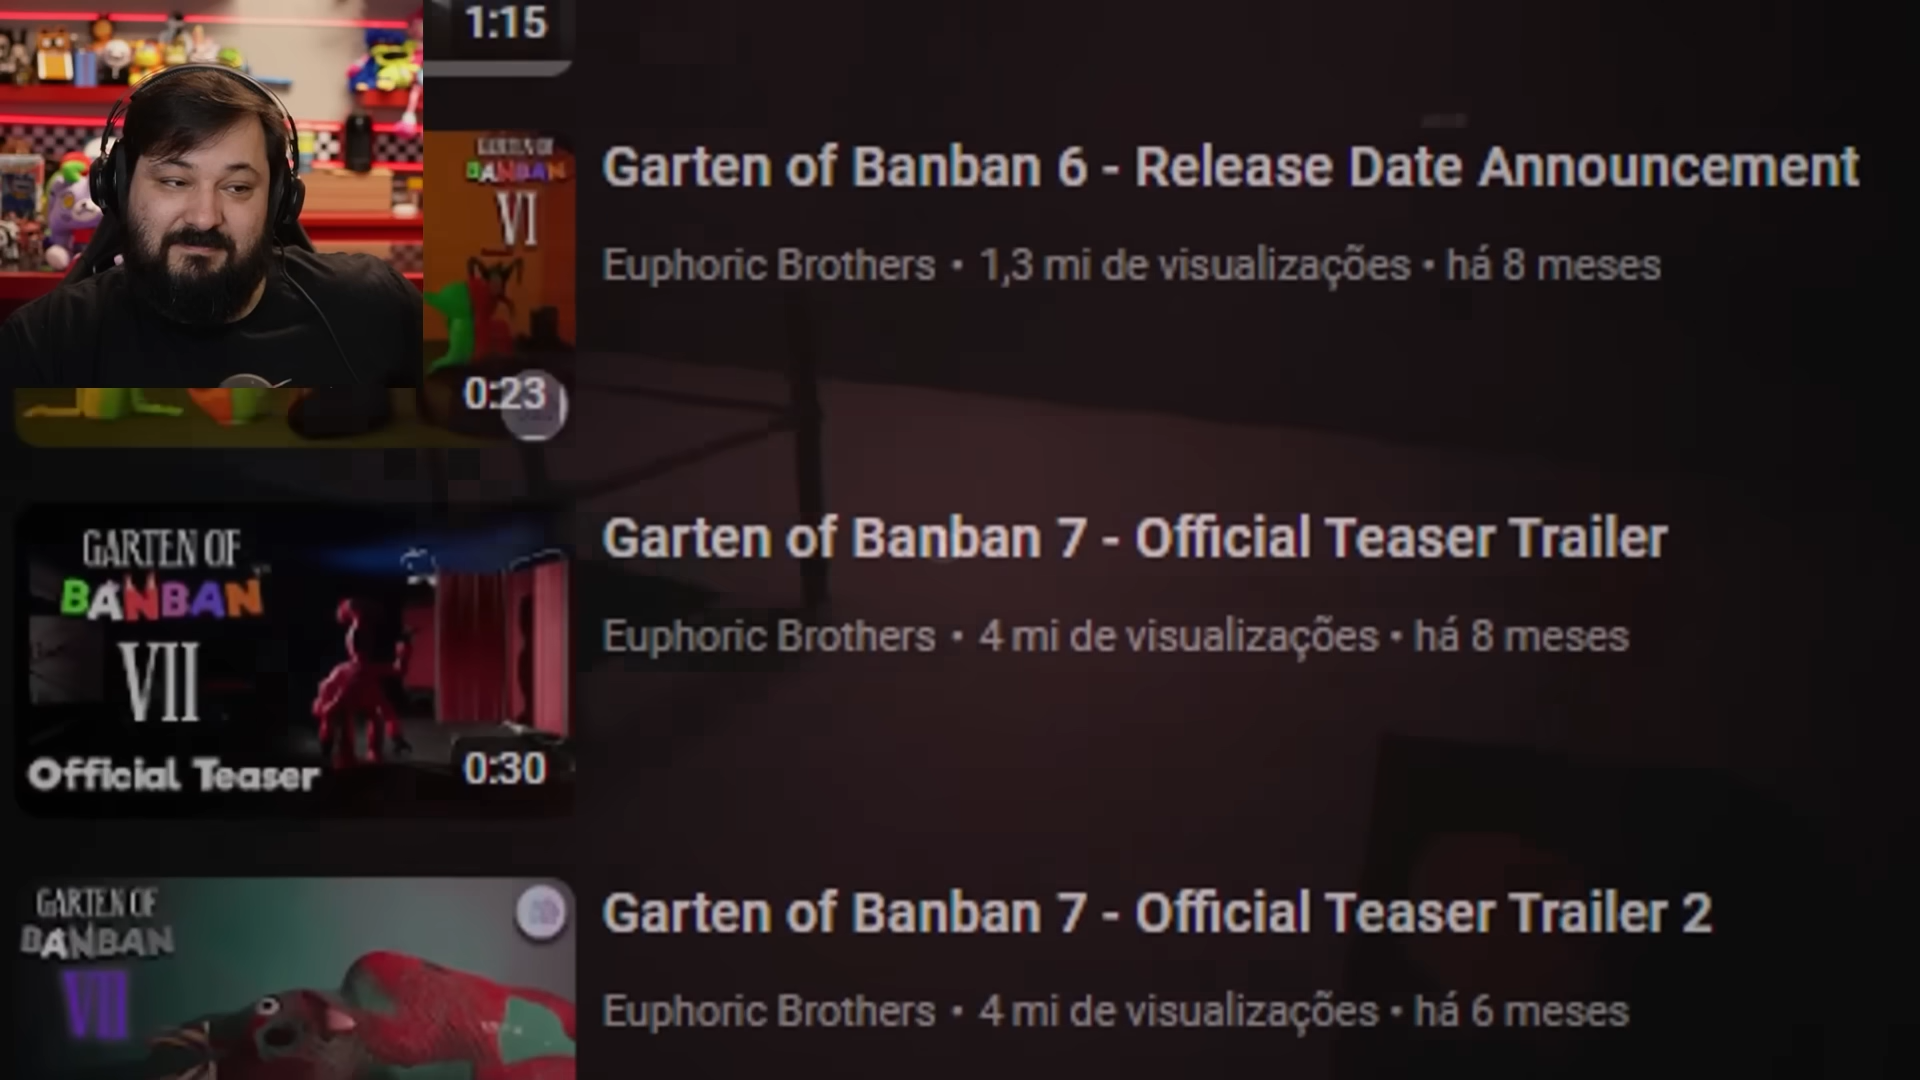 1:15
GARTEN OF
BANBAN
VI
0:23
Garten of Banban 6 - Release Date Announcement
Euphoric Brothers • 1,3 mi de visualizações • há 8 meses
GARTEN OF
BANBAN
VII
Official Teaser
0:30
Garten of Banban 7 - Official Teaser Trailer
Euphoric Brothers • 4 mi de visualizações • há 8 meses
GARTEN OF
BANBAN
VII
Garten of Banban 7 - Official Teaser Trailer 2
Euphoric Brothers • 4 mi de visualizações • há 6 meses